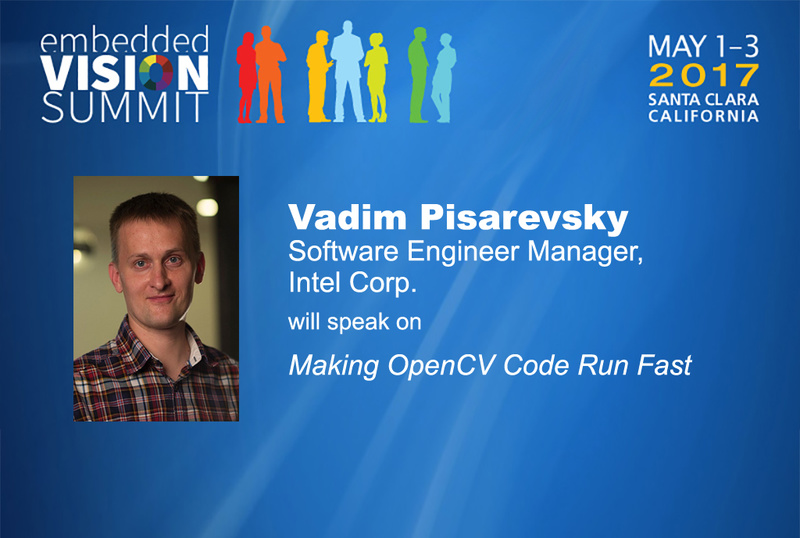 embedded
VISION
SUMMIT
MAY 1–3
2017
SANTA CLARA
CALIFORNIA
Vadim Pisarevsky
Software Engineer Manager,
Intel Corp.
will speak on
Making OpenCV Code Run Fast